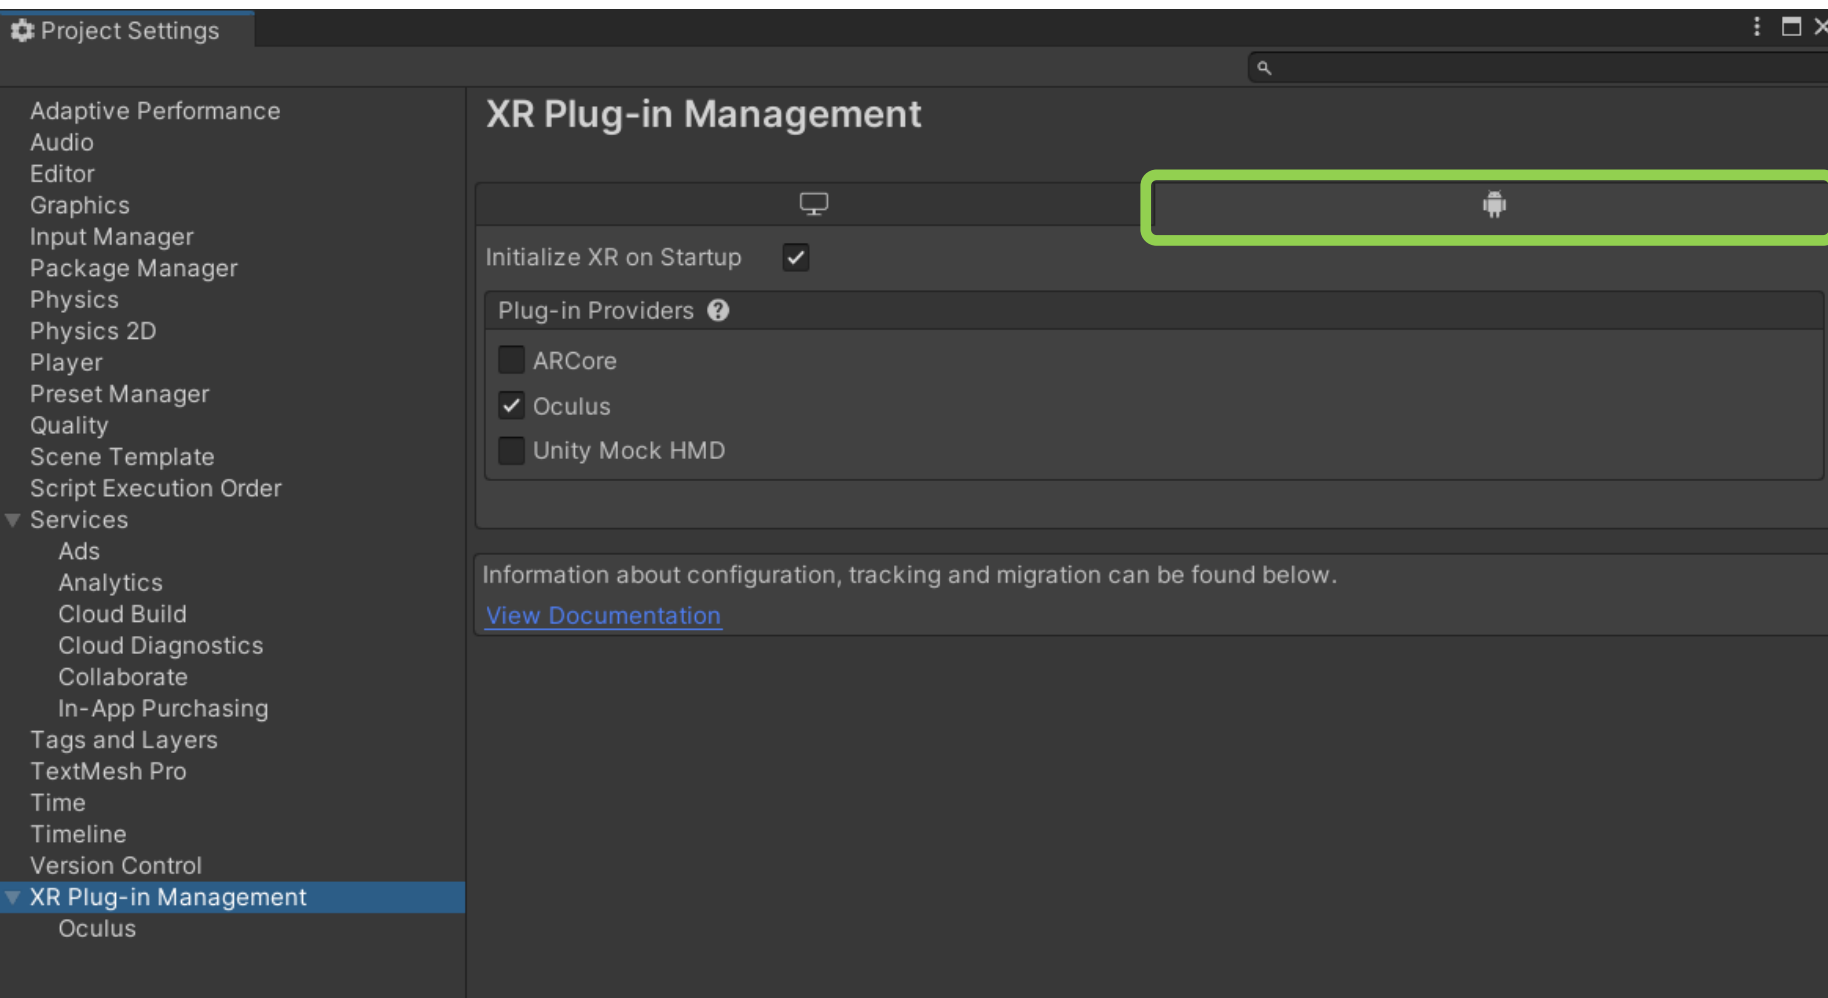 Project Settings
Adaptive Performance
Audio
Editor
Graphics
Input Manager
Package Manager
Physics
Physics 2D
Player
Preset Manager
Quality
Scene Template
Script Execution Order
Services
Ads
Analytics
Cloud Build
Cloud Diagnostics
Collaborate
In-App Purchasing
Tags and Layers
TextMesh Pro
Time
Timeline
Version Control
XR Plug-in Management
Oculus
XR Plug-in Management
Initialize XR on Startup
Plug-in Providers ?
ARCore
Oculus
Unity Mock HMD
Information about configuration, tracking and migration can be found below.
View Documentation